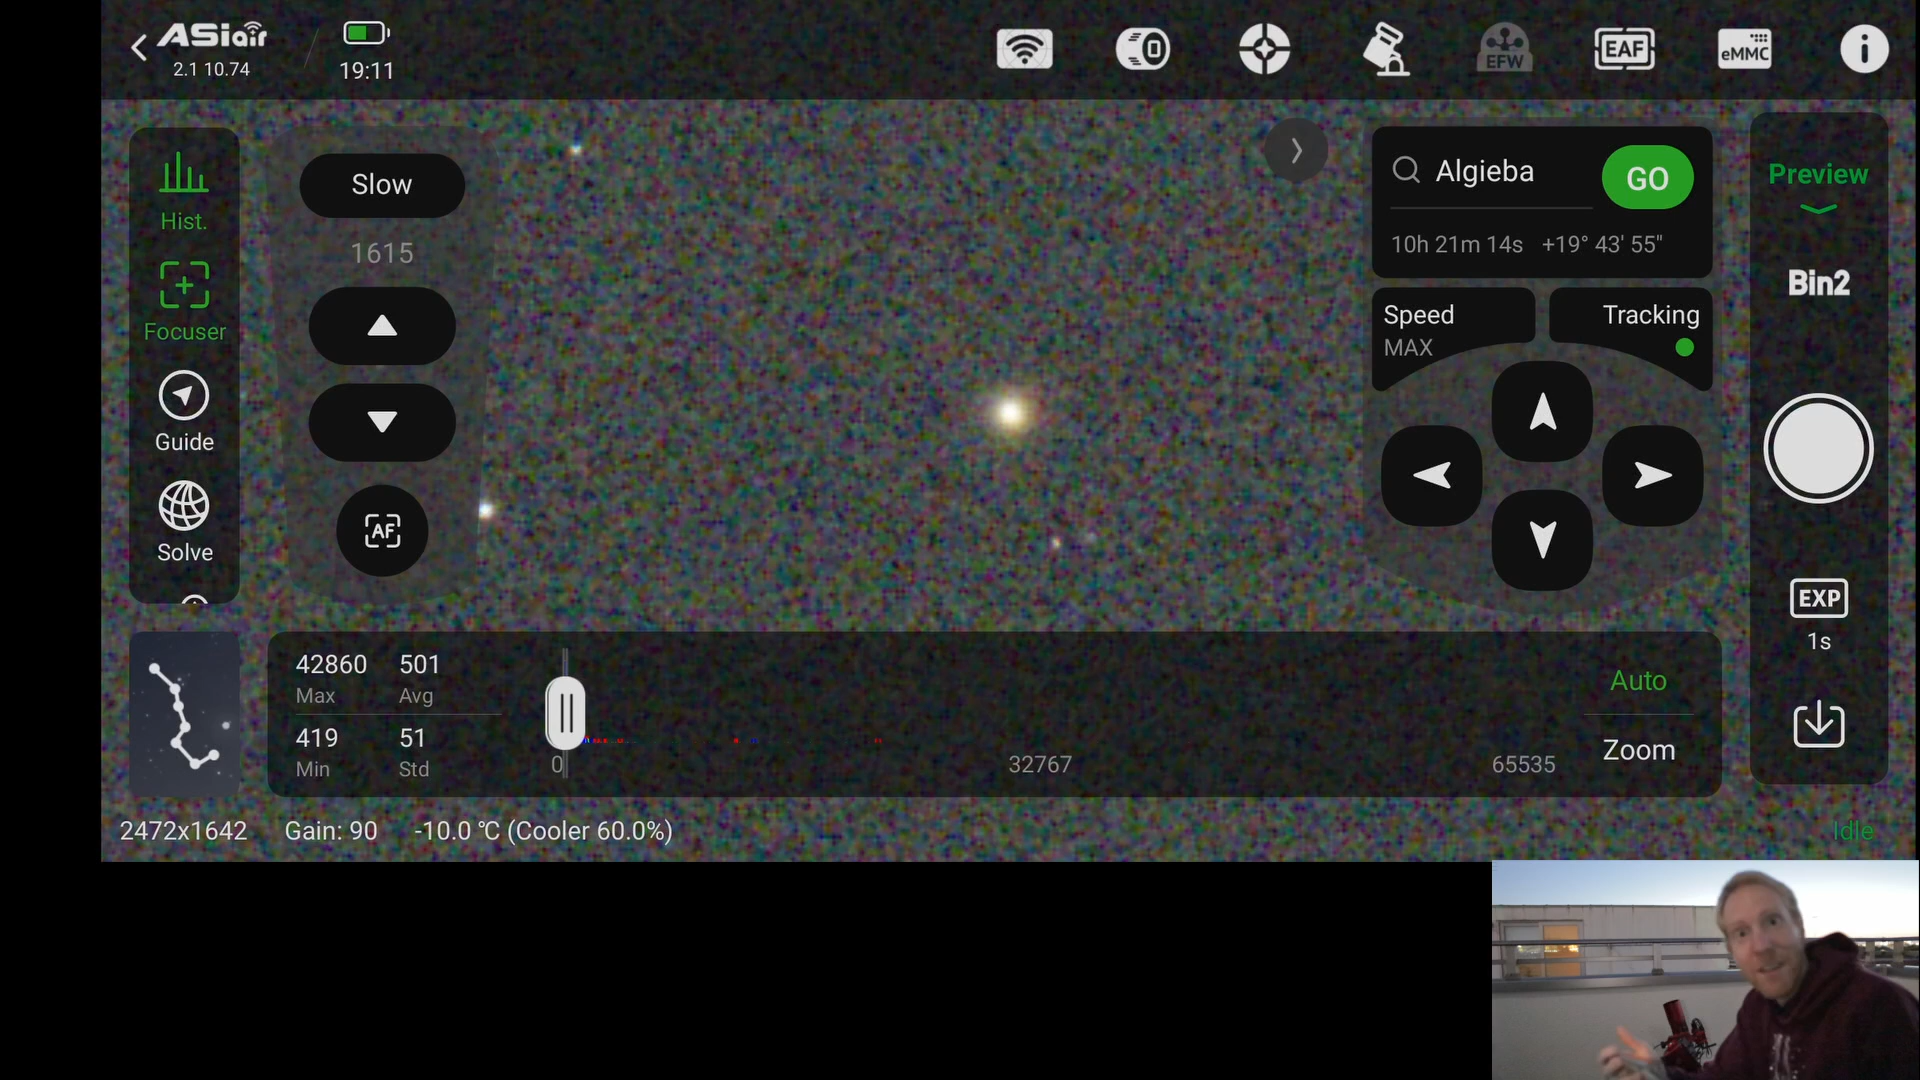 ASiair
2.1 10.74
19:11
EFW
EAF
eMMC
Hist.
Focuser
Guide
Solve
Slow
1615
AF
Algieba
GO
10h 21m 14s +19° 43' 55"
Speed
MAX
Tracking
Preview
Bin2
EXP
1s
42860 501
Max Avg
419 51
Min Std
0 32767 65535
Auto
Zoom
2472x1642 Gain: 90 -10.0 ℃ (Cooler 60.0%)
Idle